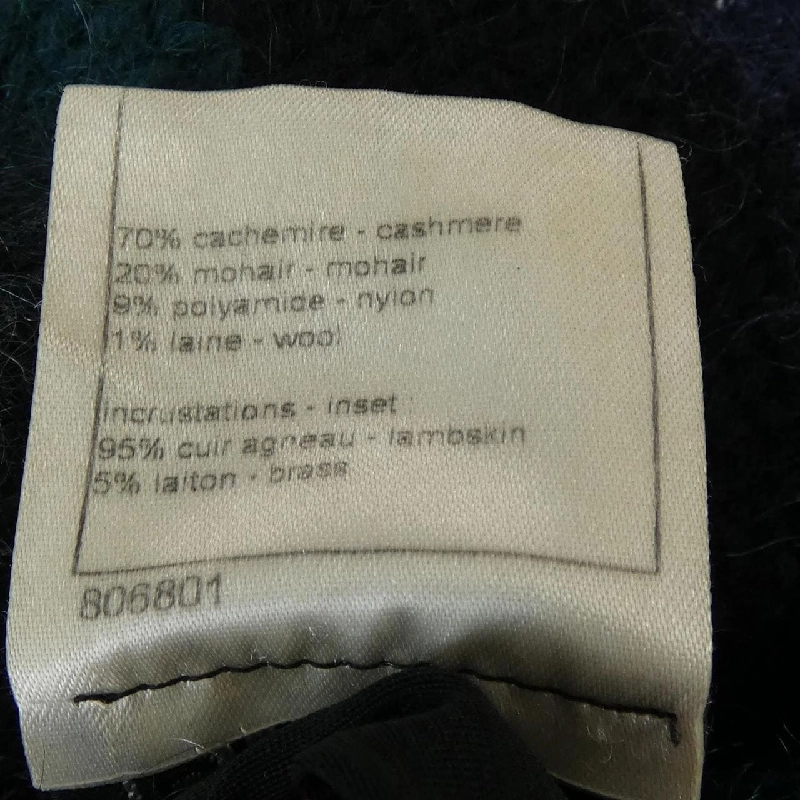 70% cachemire - cashmere
20% mohair - mohair
9% polyamide - nylon
1% laine - wool
incrustations - inset
95% cuir agneau - lambskin
5% laiton - brass
806801